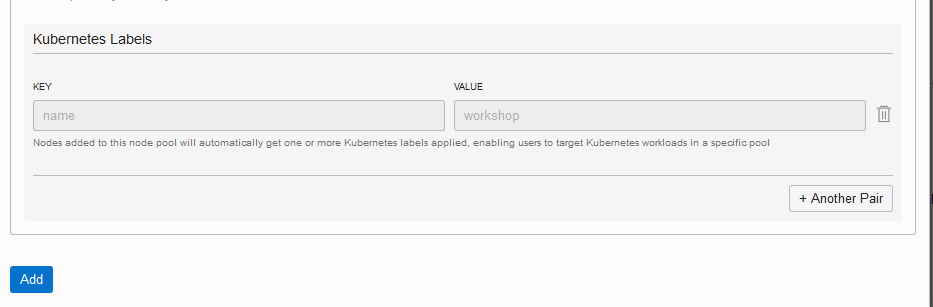 Kubernetes Labels
KEY
VALUE
name
workshop
Nodes added to this node pool will automatically get one or more Kubernetes labels applied, enabling users to target Kubernetes workloads in a specific pool
+ Another Pair
Add